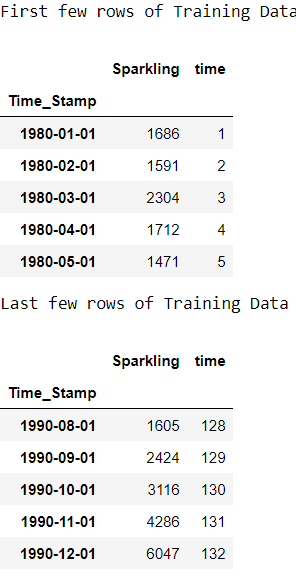 First few rows of Training Data
Sparkling time
Time_Stamp
1980-01-01 1686 1
1980-02-01 1591 2
1980-03-01 2304 3
1980-04-01 1712 4
1980-05-01 1471 5
Last few rows of Training Data
Sparkling time
Time_Stamp
1990-08-01 1605 128
1990-09-01 2424 129
1990-10-01 3116 130
1990-11-01 4286 131
1990-12-01 6047 132